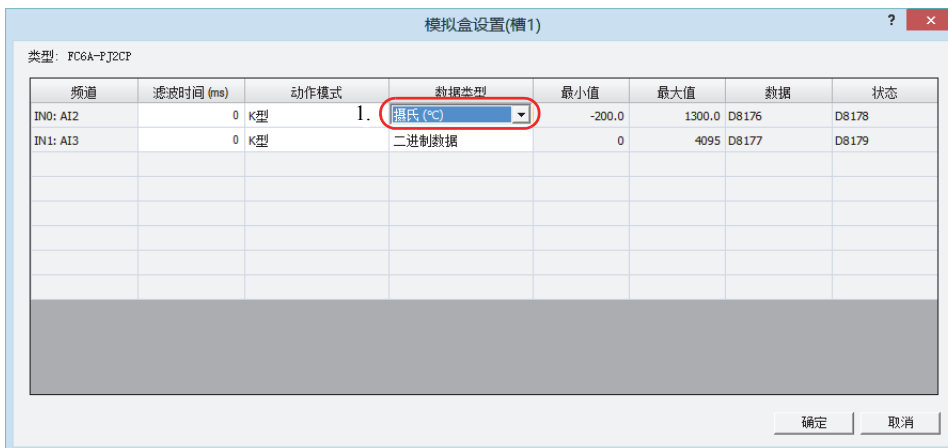 模拟盒设置(槽1)
? ×
类型: FC6A-PJ2CP
频道 滤波时间 (ms) 动作模式 数据类型 最小值 最大值 数据 状态
IN0: AI2 0 K型 1. 摄氏 (℃) -200.0 1300.0 D8176 D8178
IN1: AI3 0 K型 二进制数据 0 4095 D8177 D8179
确定 取消